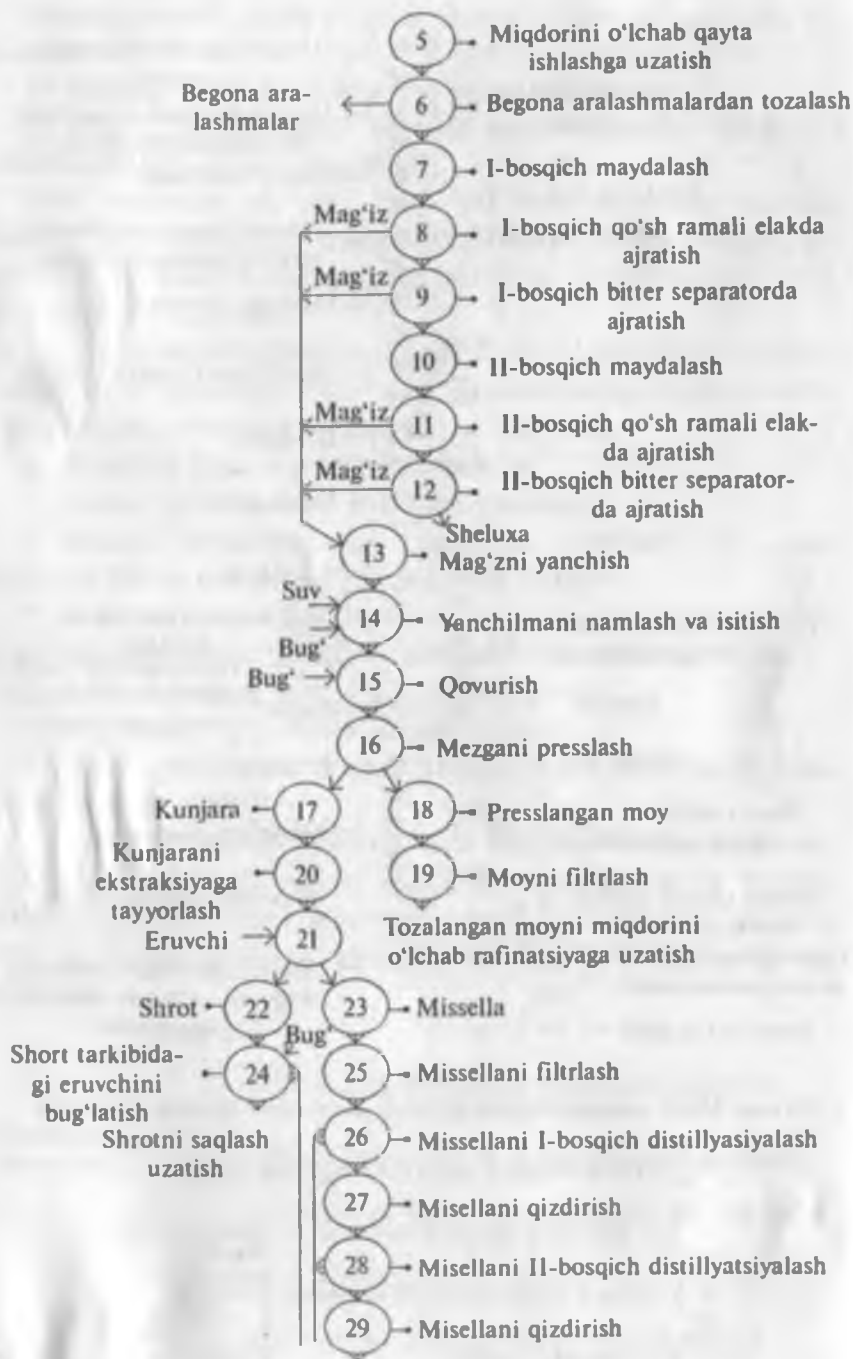 5 Miqdorini o‘lchab qayta
ishlashga uzatish
Begona ara-
lashmalar
6 Begona aralashmalardan tozalash
7 I-bosqich maydalash
Mag‘iz 8 I-bosqich qo‘sh ramali elakda
ajratish
Mag‘iz 9 I-bosqich bitter separatorda
ajratish
10 II-bosqich maydalash
Mag‘iz 11 II-bosqich qo‘sh ramali elak-
da ajratish
Mag‘iz 12 II-bosqich bitter separator-
da ajratish
Sheluxa
13 Mag‘zni yanchish
Suv
14 Yanchilmani namlash va isitish
Bug‘
Bug‘ 15 Qovurish
16 Mezgani presslash
Kunjara 17 18 Presslangan moy
Kunjarani
ekstraksiyaga
tayyorlash
20 19 Moyni filtrlash
Eruvchi 21
Tozalangan moyni miqdorini
o‘lchab rafinatsiyaga uzatish
Shrot 22 23 Missella
Bug‘
Short tarkibida-
gi eruvchini
bug‘latish
24 25 Missellani filtrlash
Shrotni saqlash
uzatish
26 Missellani I-bosqich distillyasiyalash
27 Misellani qizdirish
28 Misellani II-bosqich distillyatsiyalash
29 Misellani qizdirish